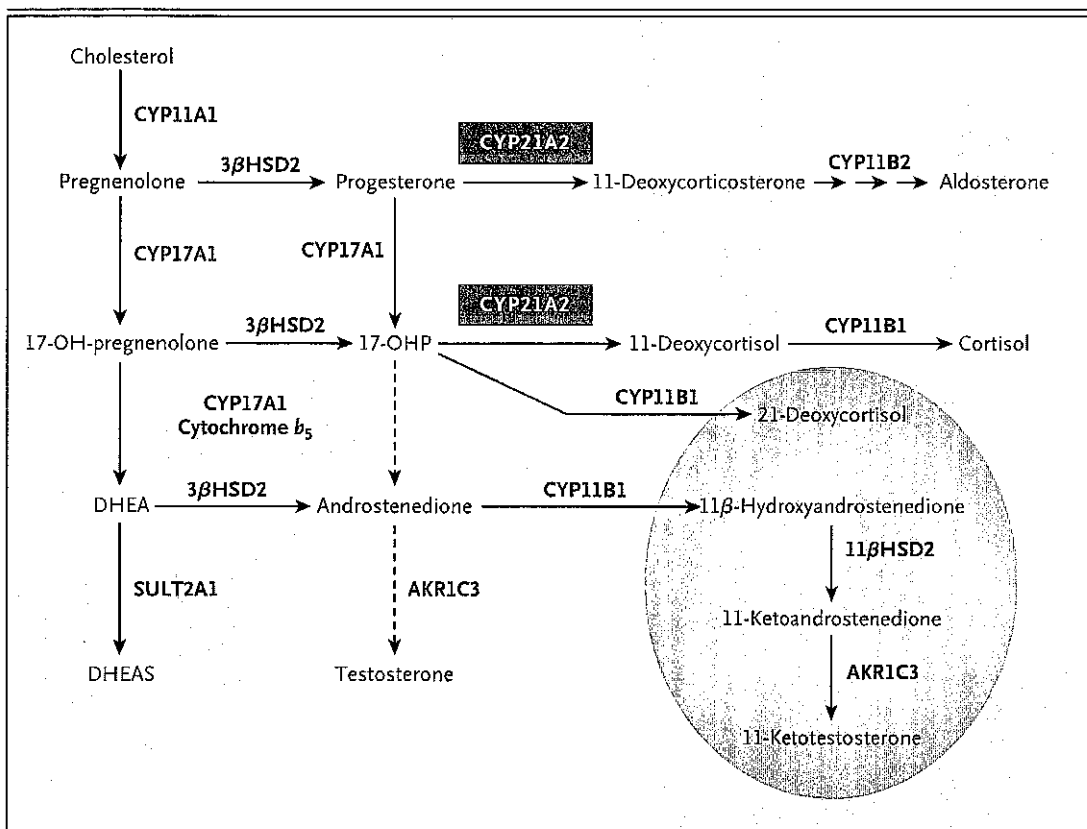 Cholesterol
CYP11A1
CYP21A2
3βHSD2
CYP11B2
Pregnenolone
Progesterone
11-Deoxycorticosterone
Aldosterone
CYP17A1
CYP17A1
CYP21A2
3βHSD2
CYP11B1
17-OH-pregnenolone
17-OHP
11-Deoxycortisol
Cortisol
CYP17A1
Cytochrome b₅
CYP11B1
21-Deoxycortisol
3βHSD2
CYP11B1
DHEA
Androstenedione
11β-Hydroxyandrostenedione
11βHSD2
SULT2A1
AKR1C3
11-Ketoandrostenedione
DHEAS
Testosterone
AKR1C3
11-Ketotestosterone